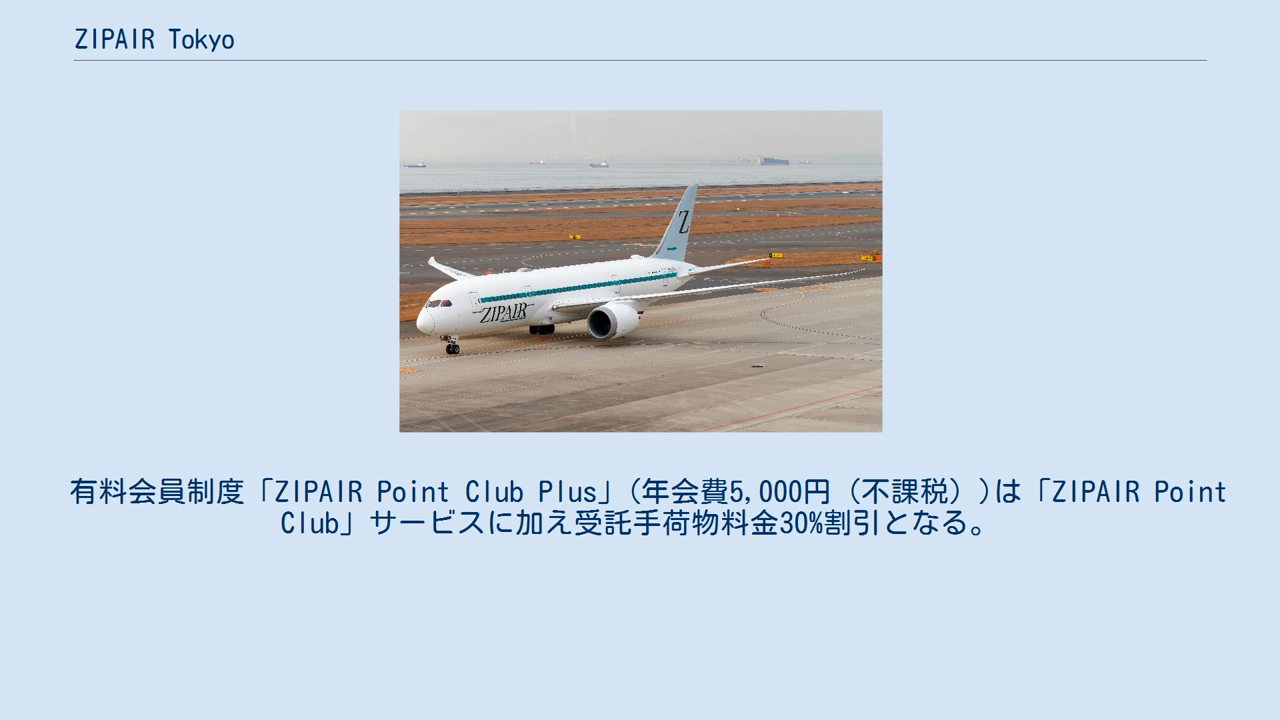 ZIPAIR Tokyo
Z
ZIPAIR
有料会員制度「ZIPAIR Point Club Plus」(年会費5,000円（不課税）)は「ZIPAIR Point
Club」サービスに加え受託手荷物料金30%割引となる。